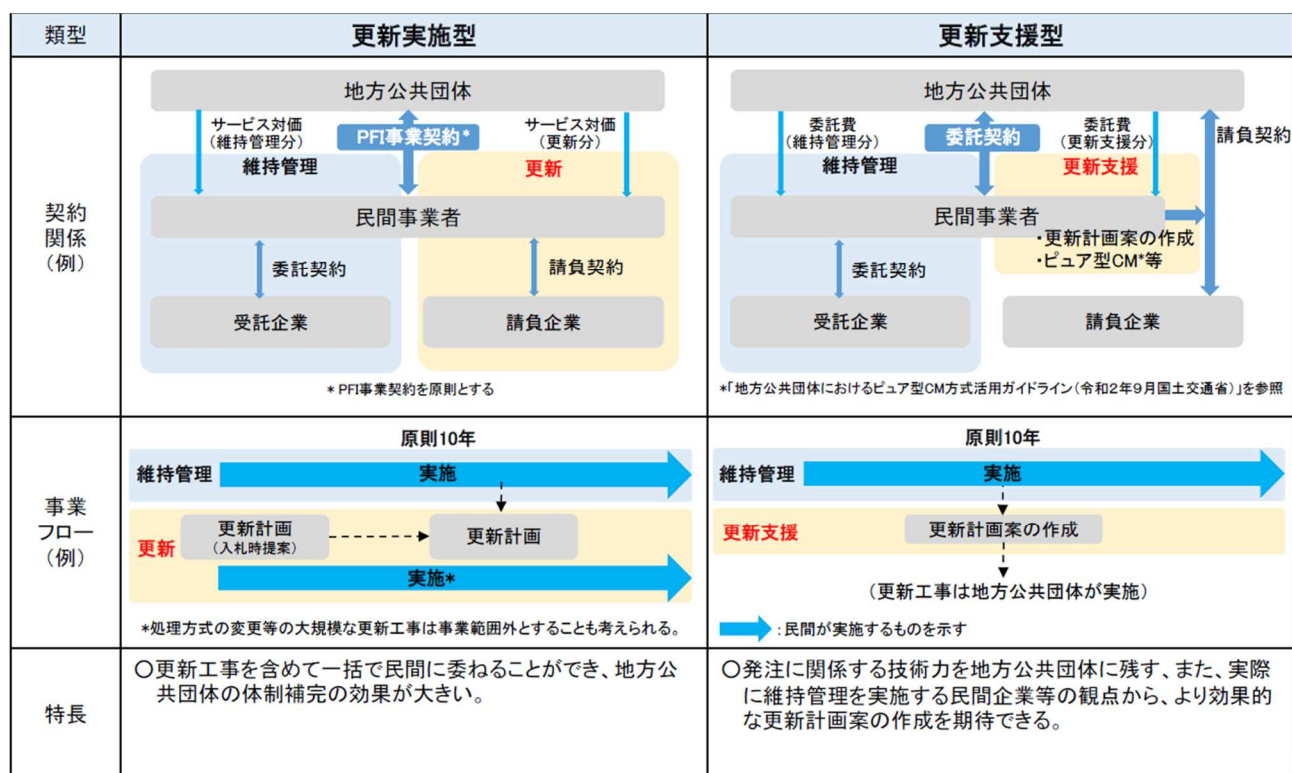 類型
更新実施型
更新支援型
契約
関係
(例)
地方公共団体
サービス対価
(維持管理分)
PFI事業契約*
サービス対価
(更新分)
維持管理
更新
民間事業者
委託契約
請負契約
受託企業
請負企業
* PFI事業契約を原則とする
地方公共団体
委託費
(維持管理分)
委託契約
委託費
(更新支援分)
請負契約
維持管理
更新支援
民間事業者
・更新計画案の作成
・ピュア型CM*等
委託契約
受託企業
請負企業
*「地方公共団体におけるピュア型CM方式活用ガイドライン(令和2年9月国土交通省)」を参照
事業
フロー
(例)
原則10年
維持管理
実施
更新
更新計画
(入札時提案)
更新計画
実施*
*処理方式の変更等の大規模な更新工事は事業範囲外とすることも考えられる。
原則10年
維持管理
実施
更新支援
更新計画案の作成
(更新工事は地方公共団体が実施)
:民間が実施するものを示す
特長
〇更新工事を含めて一括で民間に委ねることができ、地方公
共団体の体制補完の効果が大きい。
〇発注に関係する技術力を地方公共団体に残す、また、実際
に維持管理を実施する民間企業等の観点から、より効果的
な更新計画案の作成を期待できる。